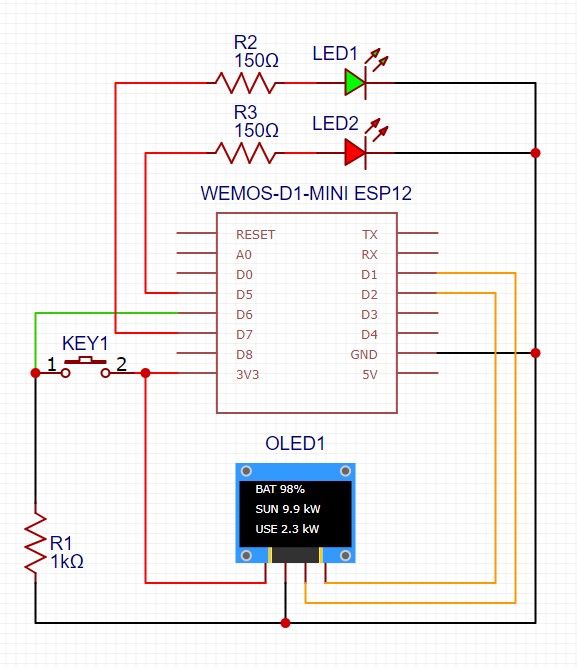 R2
150Ω
LED1
R3
150Ω
LED2
WEMOS-D1-MINI ESP12
RESET TX
A0 RX
D0 D1
D5 D2
D6 D3
D7 D4
D8 GND
3V3 5V
KEY1
1 2
OLED1
BAT 98%
SUN 9.9 kW
USE 2.3 kW
R1
1kΩ